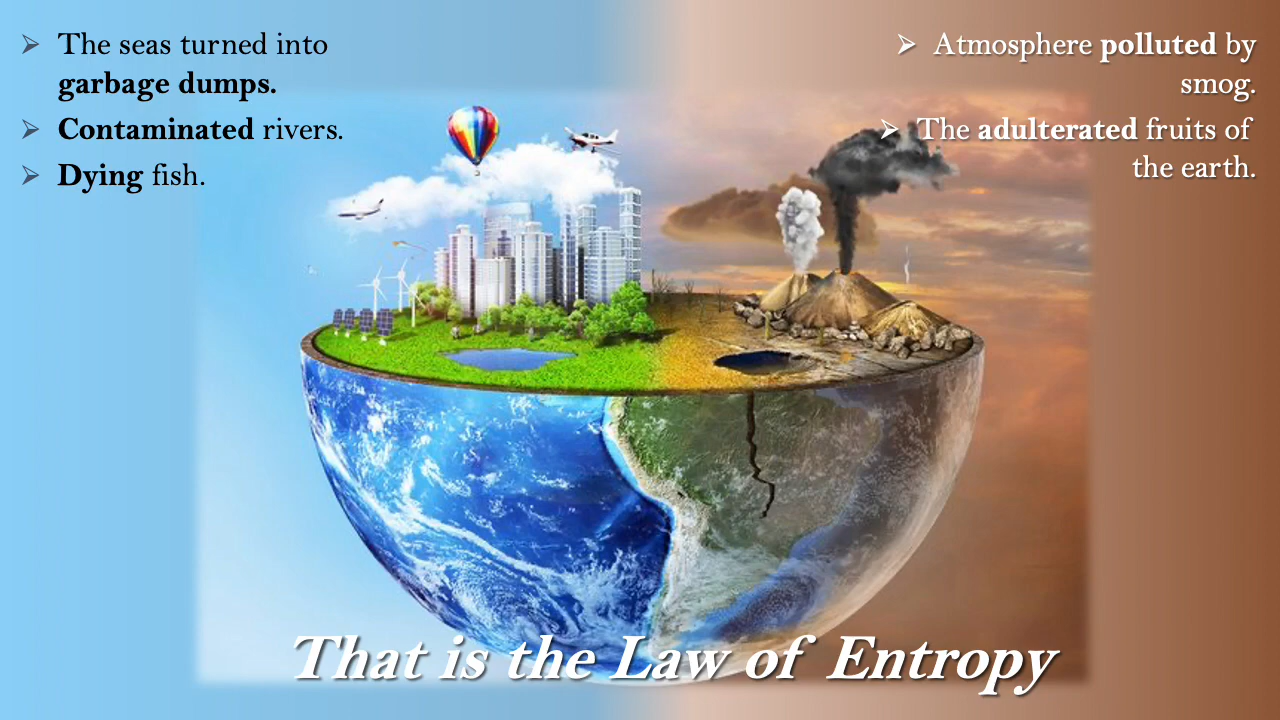 ➢ The seas turned into
garbage dumps.
➢ Contaminated rivers.
➢ Dying fish.
➢ Atmosphere polluted by
smog.
➢ The adulterated fruits of
the earth.
That is the Law of Entropy